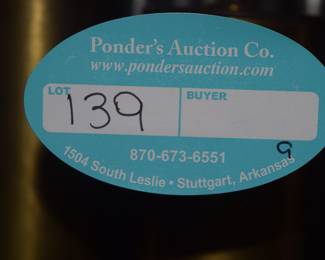 Ponder's Auction Co.
www.pondersauction.com
LOT
139
BUYER
870-673-6551
9
1504 South Leslie • Stuttgart, Arkansas